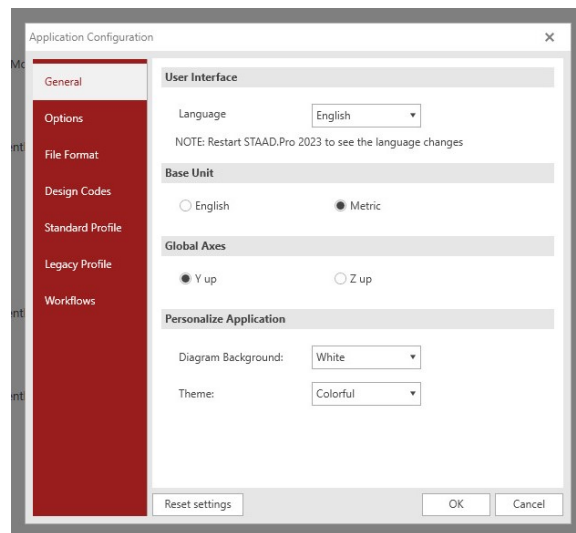 Application Configuration
General
Options
File Format
Design Codes
Standard Profile
Legacy Profile
Workflows
User Interface
Language English
NOTE: Restart STAAD.Pro 2023 to see the language changes
Base Unit
English Metric
Global Axes
Y up Z up
Personalize Application
Diagram Background: White
Theme: Colorful
Reset settings OK Cancel